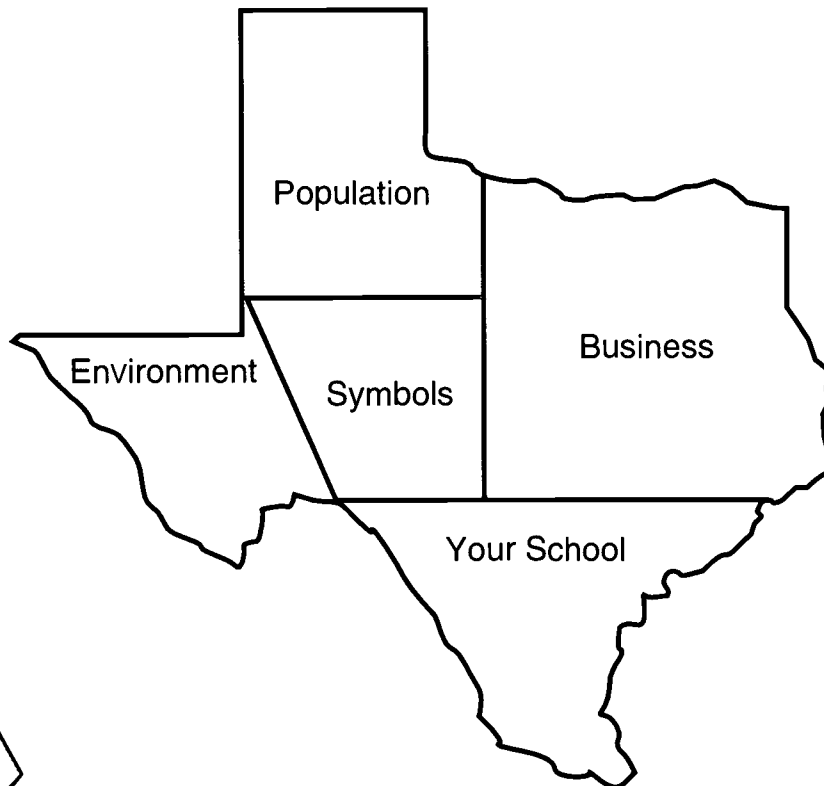 Population
Business
Environment
Symbols
Your School